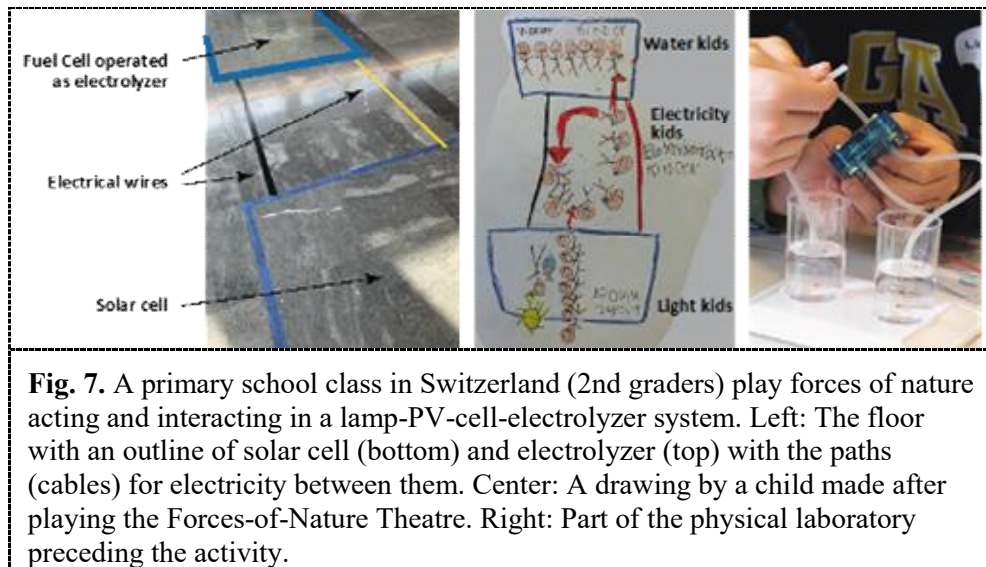 Fuel Cell operated
as electrolyzer
Electrical wires
Solar cell
Water kids
Electricity
kids
Light kids
GA
Fig. 7. A primary school class in Switzerland (2nd graders) play forces of nature
acting and interacting in a lamp-PV-cell-electrolyzer system. Left: The floor
with an outline of solar cell (bottom) and electrolyzer (top) with the paths
(cables) for electricity between them. Center: A drawing by a child made after
playing the Forces-of-Nature Theatre. Right: Part of the physical laboratory
preceding the activity.